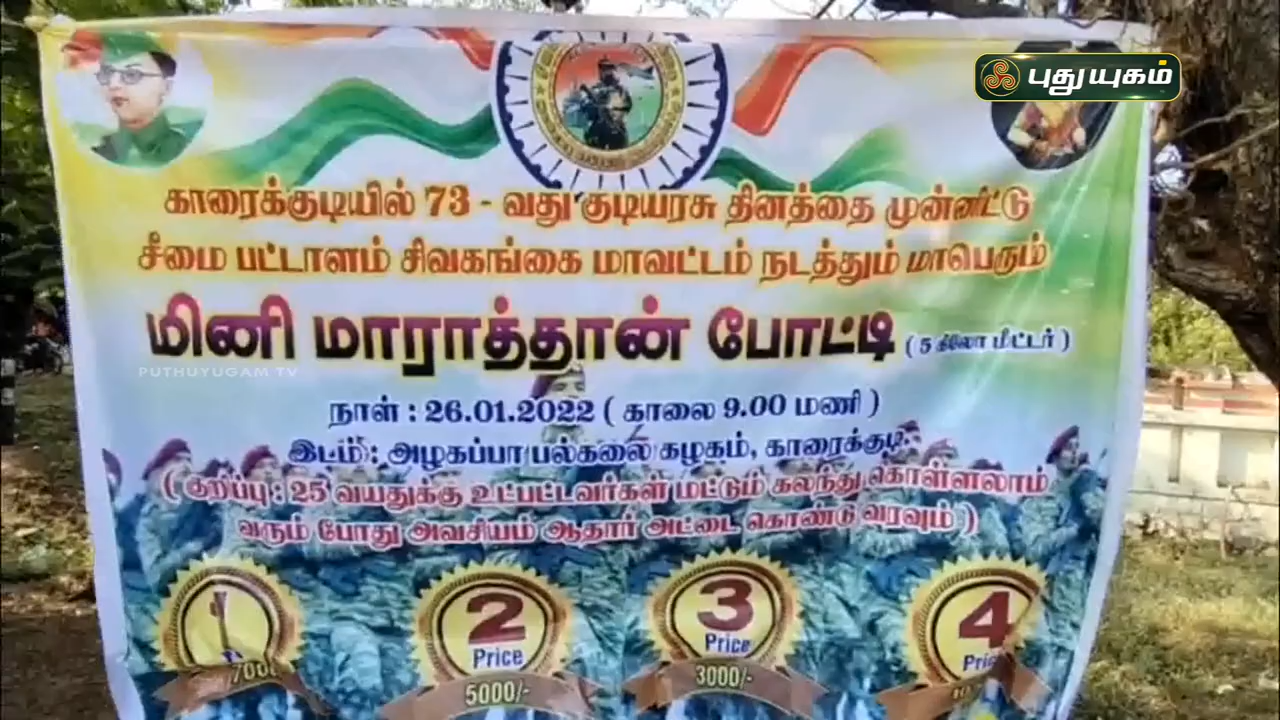 புதுயுகம்
காரைக்குடியில் 73 - வது குடியரசு தினத்தை முன்னிட்டு
சீமை பட்டாளம் சிவகங்கை மாவட்டம் நடத்தும் மாபெரும்
மினி மாராத்தான் போட்டி ( 5 கிலோ மீட்டர் )
PUTHUYUGAM TV
நாள் : 26.01.2022 ( காலை 9.00 மணி )
இடம் : அழகப்பா பல்கலை கழகம், காரைக்குடி.
( குறிப்பு : 25 வயதுக்கு உட்பட்டவர்கள் மட்டும் கலந்து கொள்ளலாம்
வரும் போது அவசியம் ஆதார் அட்டை கொண்டு வரவும் )
1
2
Price
5000/-
3
Price
3000/-
4